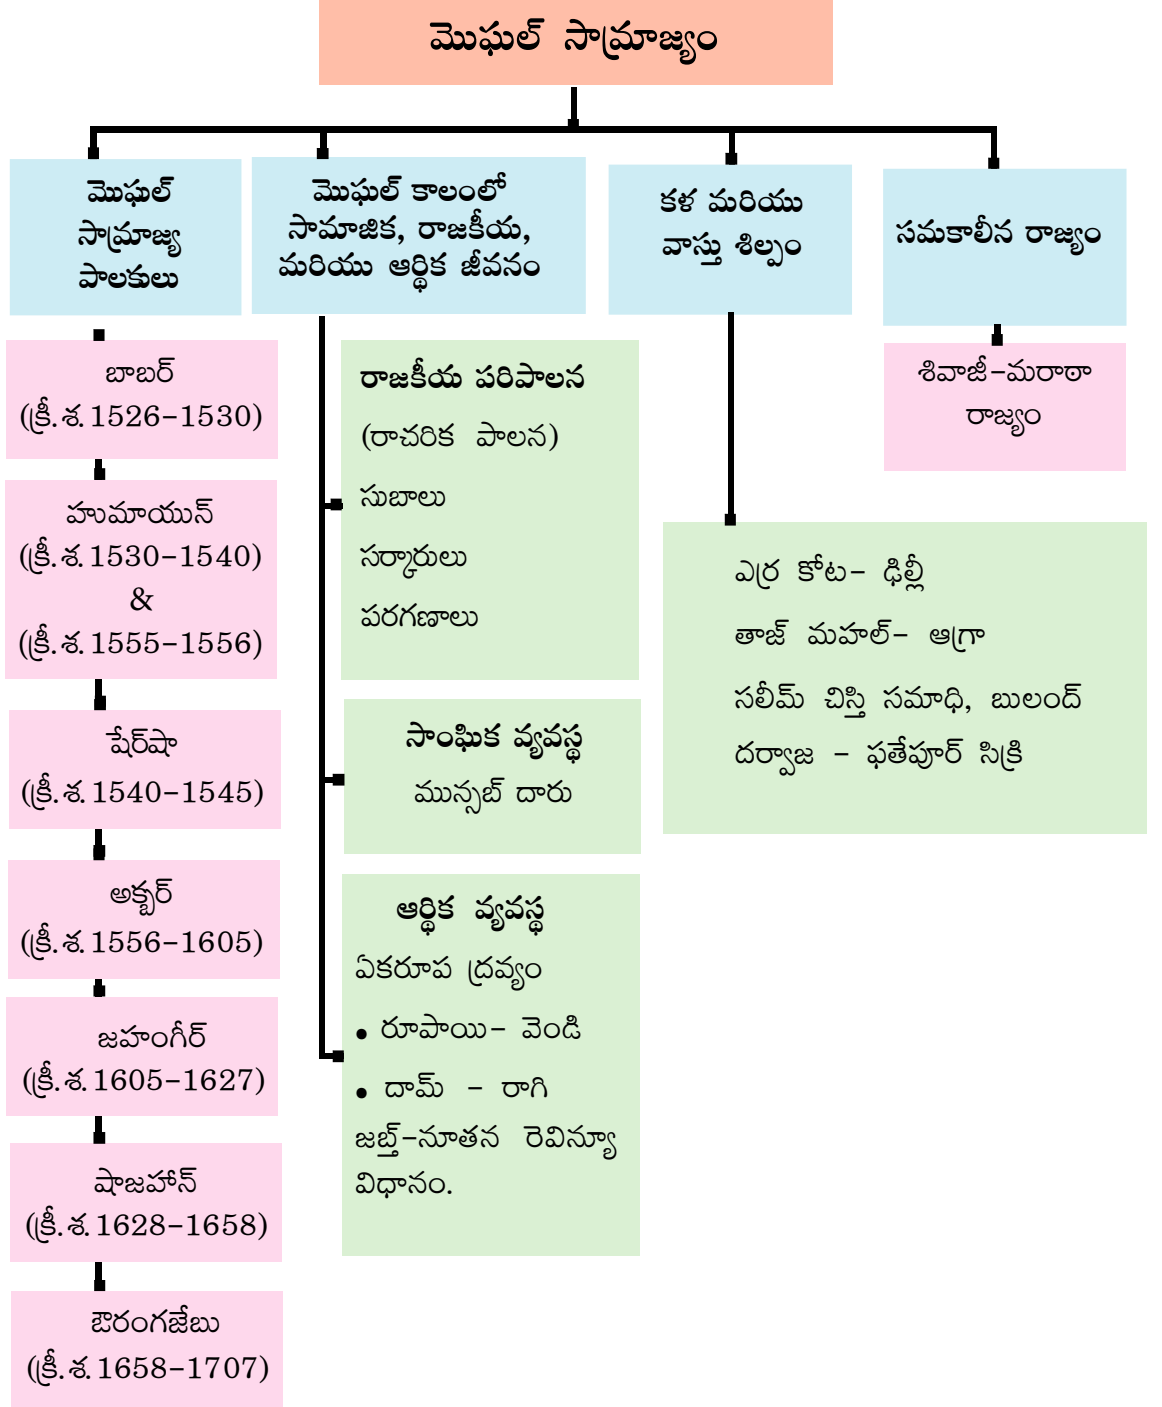 మొఘల్ సామ్రాజ్యం
మొఘల్
సామ్రాజ్య
పాలకులు
బాబర్
(క్రీ.శ.1526-1530)
హుమాయున్
(క్రీ.శ.1530-1540)
&
(క్రీ.శ.1555-1556)
షేర్‌షా
(క్రీ.శ.1540-1545)
అక్బర్
(క్రీ.శ.1556-1605)
జహంగీర్
(క్రీ.శ.1605-1627)
షాజహాన్
(క్రీ.శ.1628-1658)
ఔరంగజేబు
(క్రీ.శ.1658-1707)
మొఘల్ కాలంలో
సామాజిక, రాజకీయ,
మరియు ఆర్థిక జీవనం
రాజకీయ పరిపాలన
(రాచరిక పాలన)
సుబాలు
సర్కారులు
పరగణాలు
సాంఘిక వ్యవస్థ
మున్సబ్ దారు
ఆర్థిక వ్యవస్థ
ఏకరూప ద్రవ్యం
• రూపాయి- వెండి
• దామ్ - రాగి
జబ్త్-నూతన రెవిన్యూ
విధానం.
కళ మరియు
వాస్తు శిల్పం
ఎర్ర కోట- ఢిల్లీ
తాజ్ మహల్- ఆగ్రా
సలీమ్ చిస్తి సమాధి, బులంద్
దర్వాజ - ఫతేపూర్ సిక్రి
సమకాలీన రాజ్యం
శివాజీ-మరాఠా
రాజ్యం